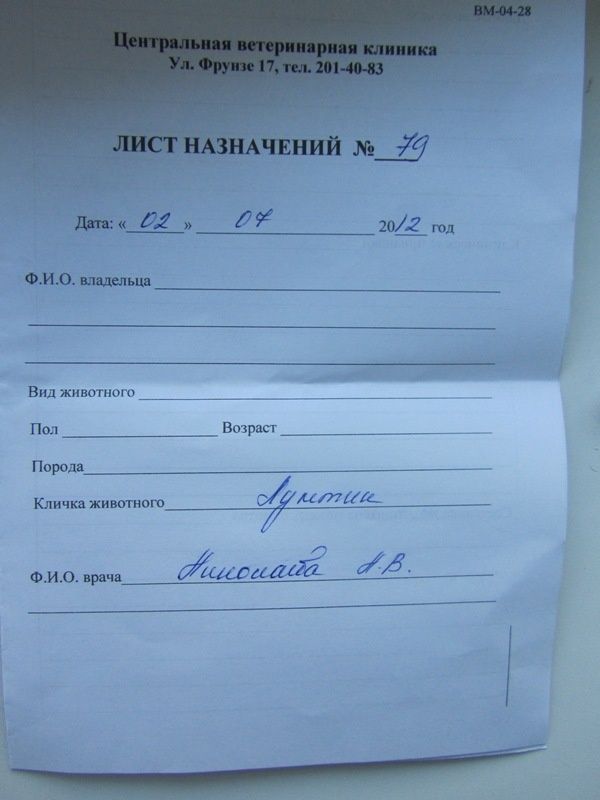 ВМ-04-28
Центральная ветеринарная клиника
Ул. Фрунзе 17, тел. 201-40-83
ЛИСТ НАЗНАЧЕНИЙ № 79
Дата: «02» 07 2012 год
Ф.И.О. владельца
Вид животного
Пол Возраст
Порода
Кличка животного Лунтик
Ф.И.О. врача Николаева Н.В.